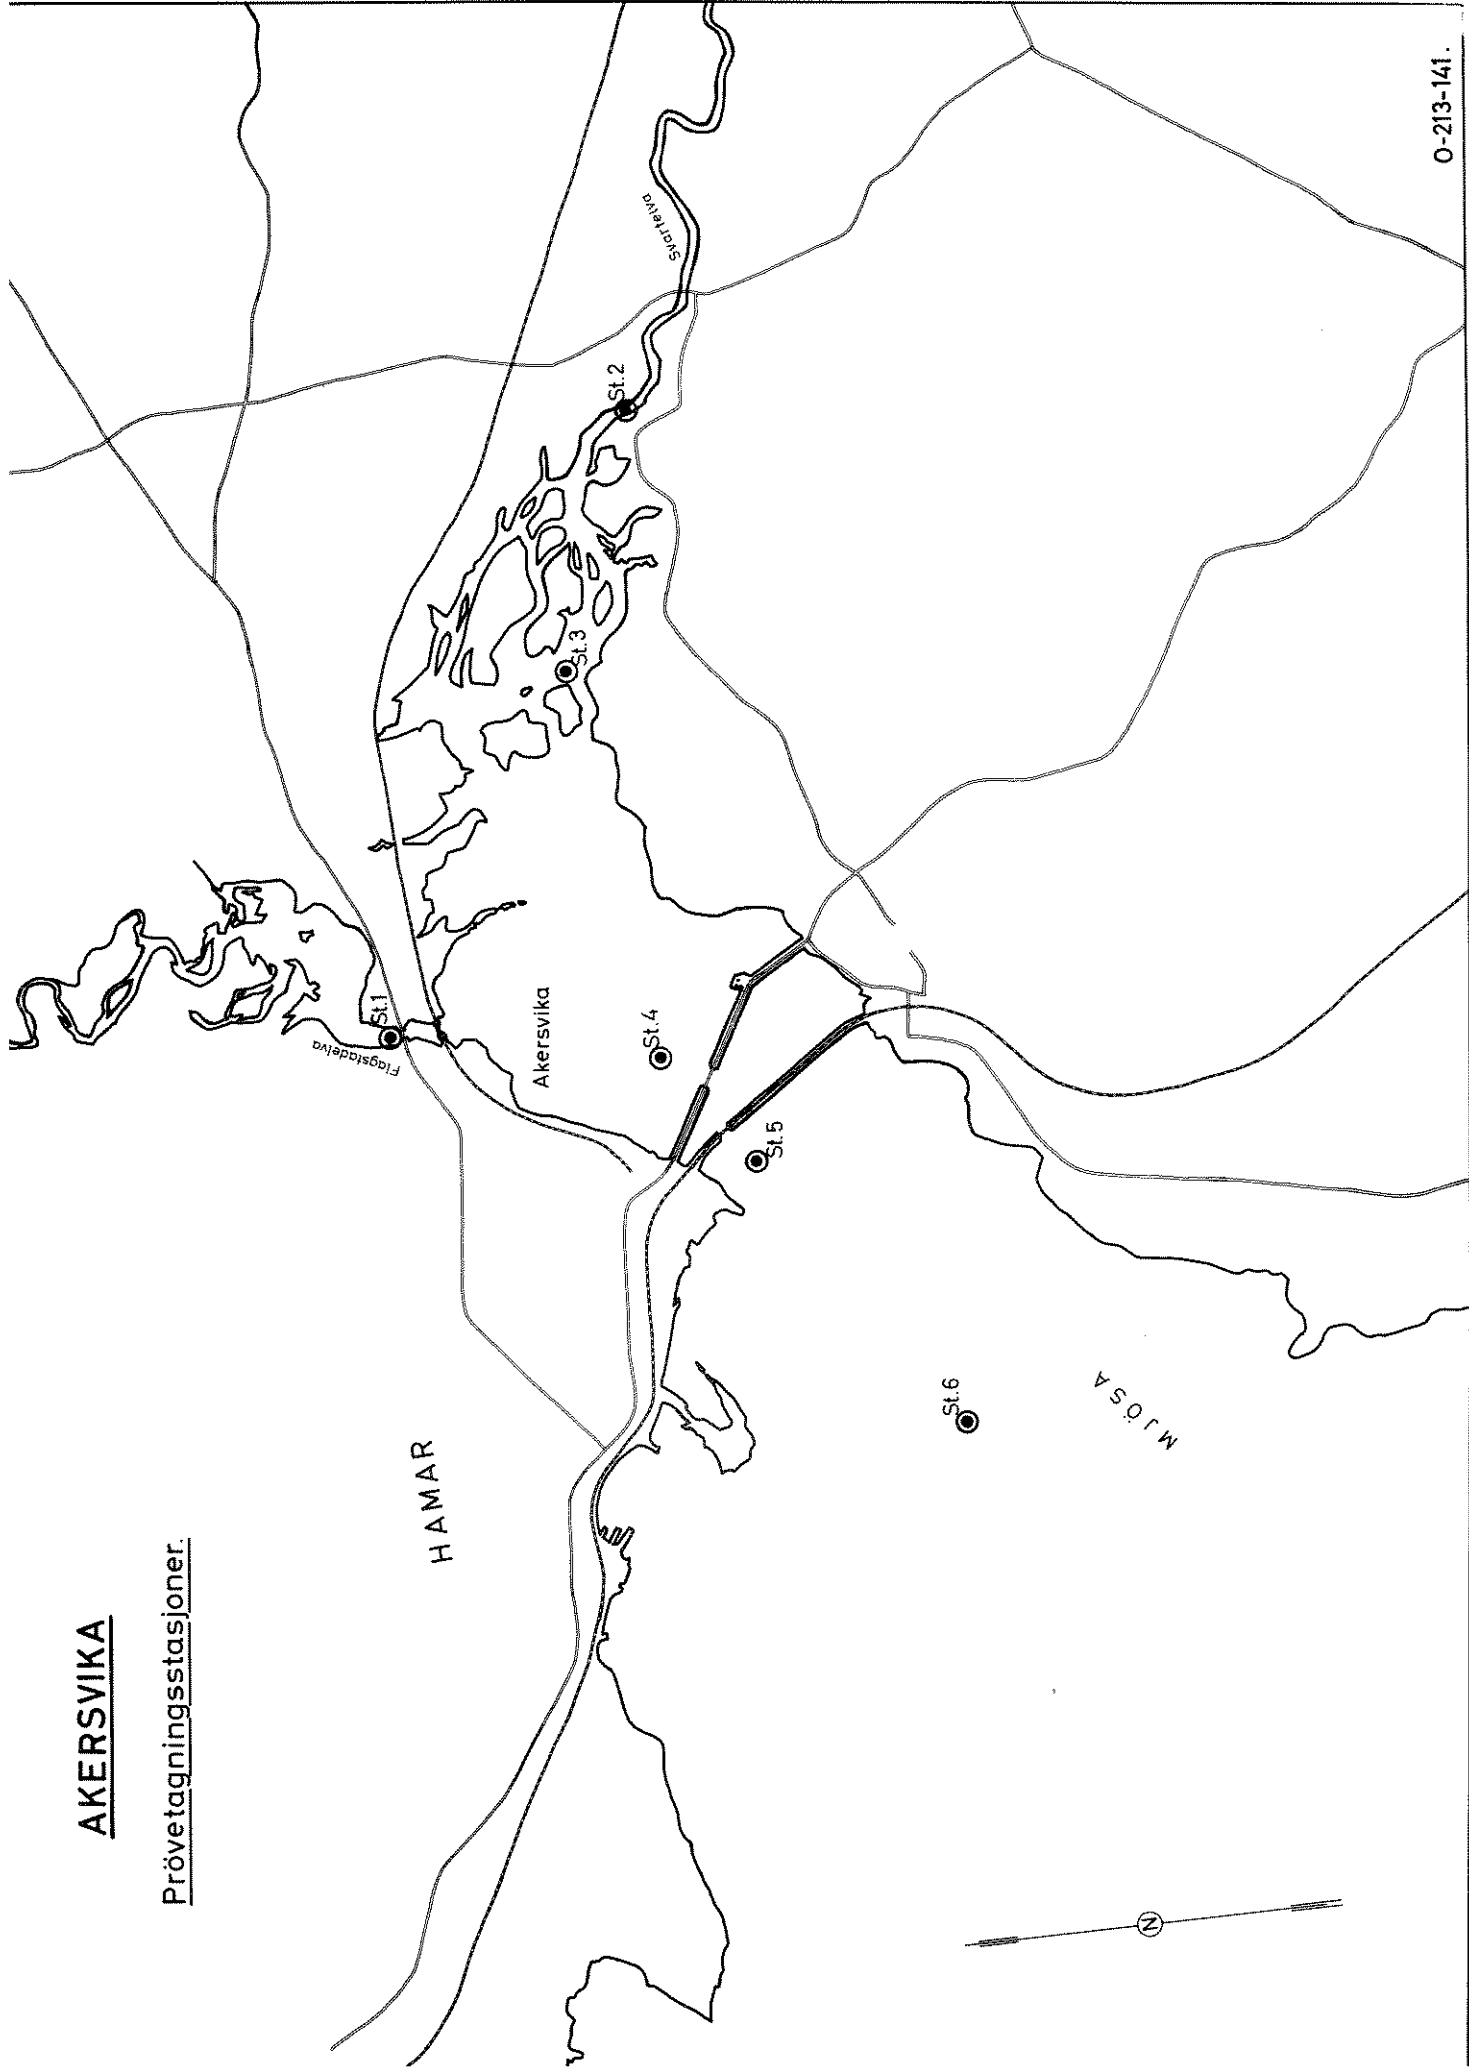 AKERSVIKA
Prövetagningsstasjoner.
HAMAR
Flagstadelva
St.1
Akersvika
St.4
St.5
St.6
MJÖSA
St.3
St.2
Svartelva
N
O-213-141.